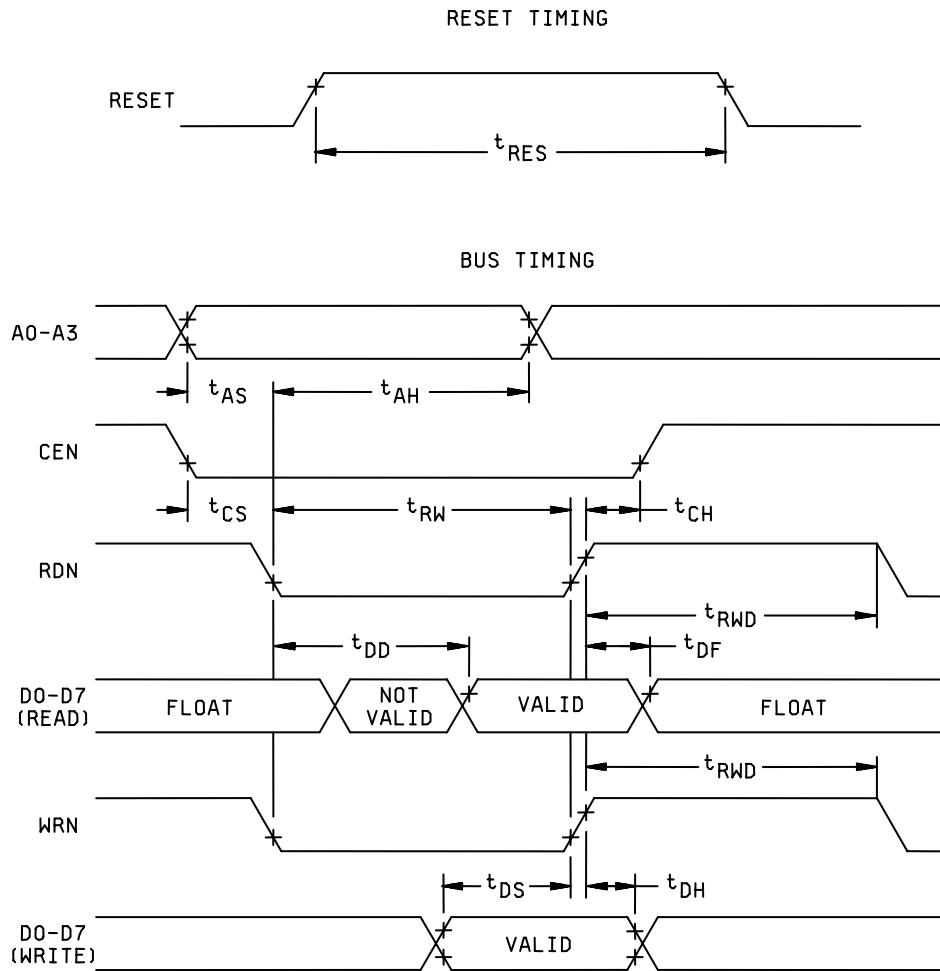 RESET TIMING
RESET
tRES
BUS TIMING
A0-A3
tAS
tAH
CEN
tCS
tRW
tCH
RDN
tRWD
tDD
tDF
D0-D7
(READ)
FLOAT
NOT
VALID
VALID
FLOAT
tRWD
WRN
tDS
tDH
D0-D7
(WRITE)
VALID